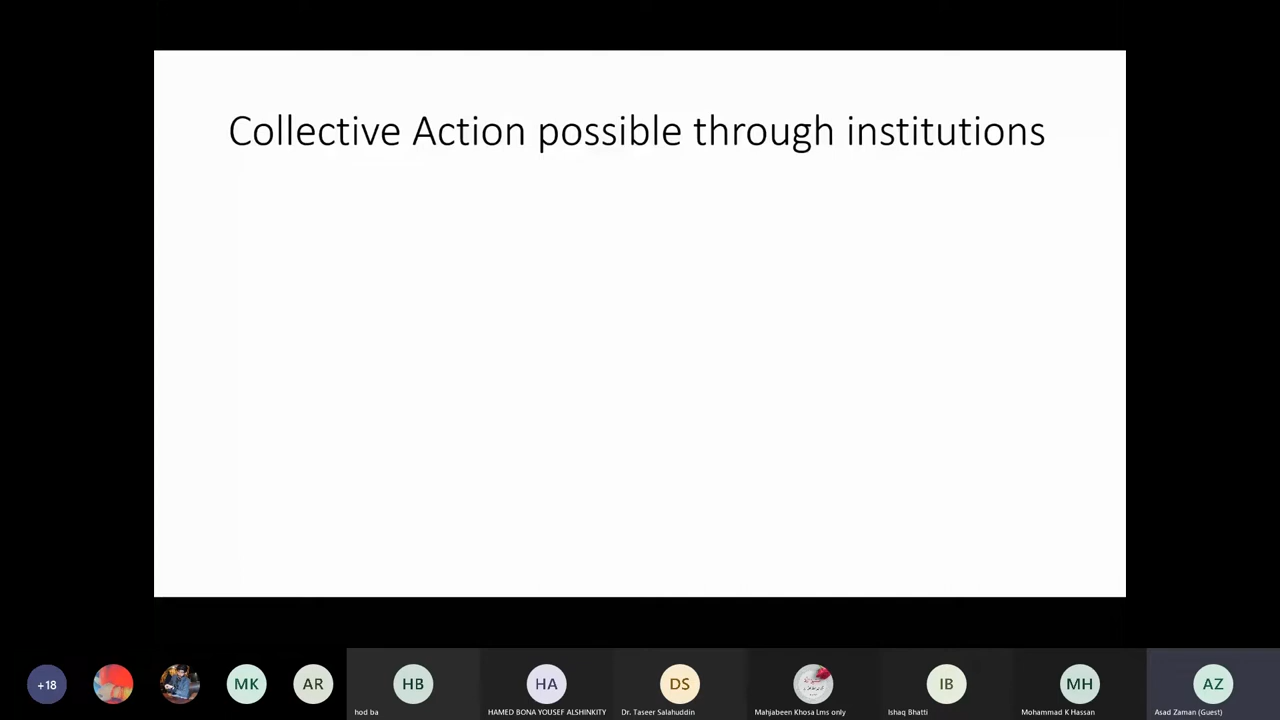 Collective Action possible through institutions
+18
MK
AR
HB
HA
DS
IB
MH
AZ
hod ba
HAMED BONA YOUSEF ALSHINKITY
Dr. Taseer Salahuddin
Mahjabeen Khosa Lms only
Ishaq Bhatti
Mohammad K Hassan
Asad Zaman (Guest)